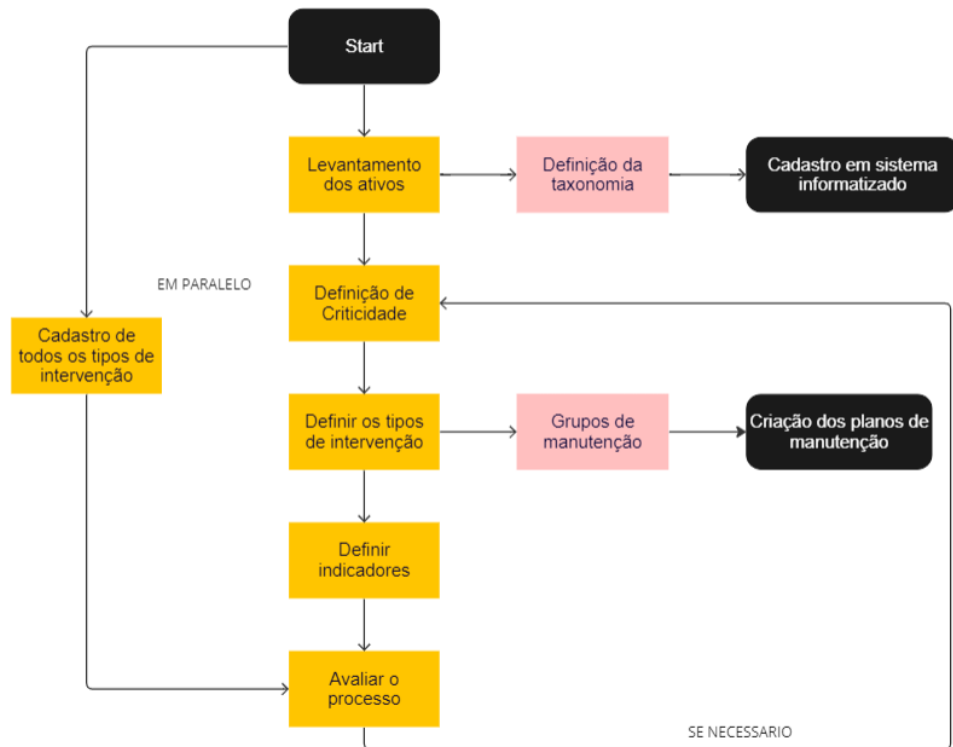 Start
Levantamento
dos ativos
Definição da
taxonomia
Cadastro em sistema
informatizado
EM PARALELO
Definição de
Criticidade
Cadastro de
todos os tipos de
intervenção
Definir os tipos
de intervenção
Grupos de
manutenção
Criação dos planos de
manutenção
Definir
indicadores
Avaliar o
processo
SE NECESSARIO